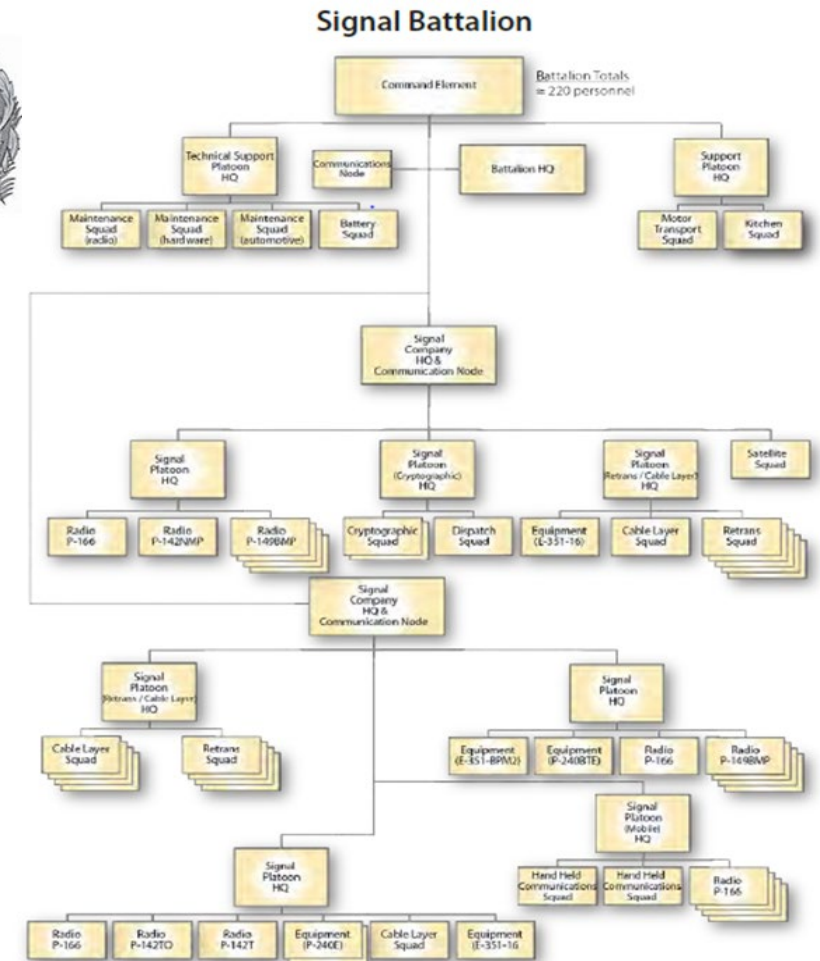 Signal Battalion
Command Element
Battalion Totals
= 220 personnel
Technical Support
Platoon
HQ
Communications
Node
Battalion HQ
Support
Platoon
HQ
Maintenance
Squad
(radio)
Maintenance
Squad
(hardware)
Maintenance
Squad
(automotive)
Battery
Squad
Motor
Transport
Squad
Kitchen
Squad
Signal
Company
HQ &
Communication Node
Signal
Platoon
HQ
Signal
Platoon
(Cryptographic)
HQ
Signal
Platoon
(Retrans / Cable Layer)
HQ
Satellite
Squad
Radio
P-166
Radio
P-142NMP
Radio
P-149BMP
Cryptographic
Squad
Dispatch
Squad
Equipment
(E-351-16)
Cable Layer
Squad
Retrans
Squad
Signal
Company
HQ &
Communication Node
Signal
Platoon
(Retrans / Cable Layer)
HQ
Signal
Platoon
HQ
Cable Layer
Squad
Retrans
Squad
Equipment
(E-351-BPM2)
Equipment
(P-240BTE)
Radio
P-166
Radio
P-149BMP
Signal
Platoon
(Mobile)
HQ
Signal
Platoon
HQ
Hand Held
Communications
Squad
Hand Held
Communications
Squad
Radio
P-166
Radio
P-166
Radio
P-142TO
Radio
P-142T
Equipment
(P-240E)
Cable Layer
Squad
Equipment
(E-351-16